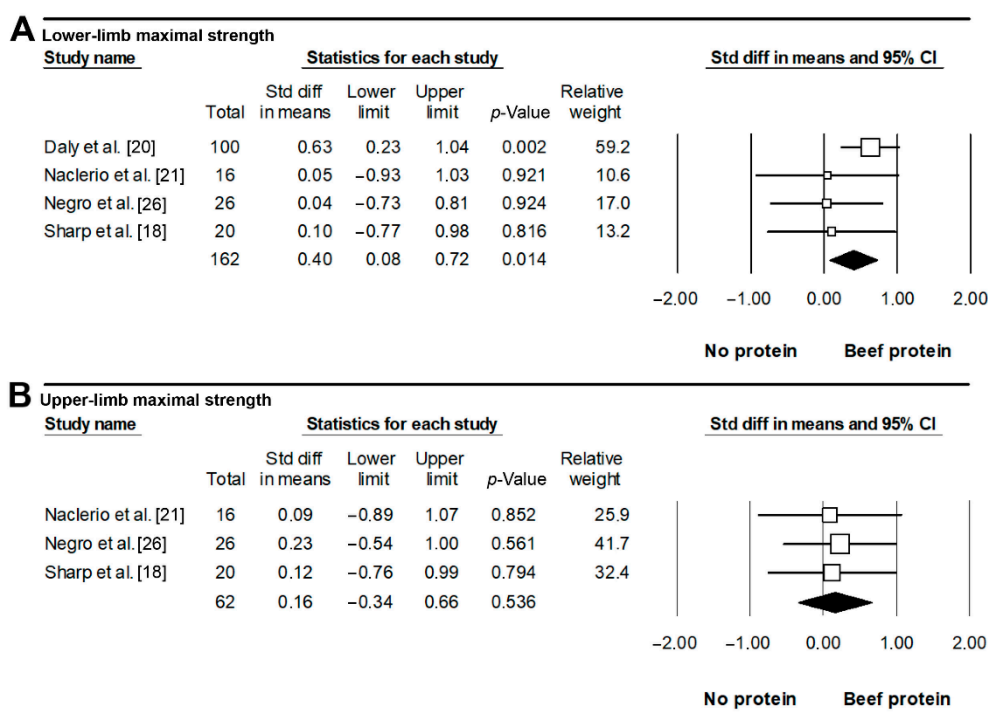 A Lower-limb maximal strength
Study name Statistics for each study Std diff in means and 95% CI
Std diff Lower Upper Relative
Total in means limit limit p-Value weight
Daly et al. [20] 100 0.63 0.23 1.04 0.002 59.2
Naclerio et al. [21] 16 0.05 −0.93 1.03 0.921 10.6
Negro et al. [26] 26 0.04 −0.73 0.81 0.924 17.0
Sharp et al. [18] 20 0.10 −0.77 0.98 0.816 13.2
162 0.40 0.08 0.72 0.014
−2.00 −1.00 0.00 1.00 2.00
No protein Beef protein
B Upper-limb maximal strength
Study name Statistics for each study Std diff in means and 95% CI
Std diff Lower Upper Relative
Total in means limit limit p-Value weight
Naclerio et al. [21] 16 0.09 −0.89 1.07 0.852 25.9
Negro et al. [26] 26 0.23 −0.54 1.00 0.561 41.7
Sharp et al. [18] 20 0.12 −0.76 0.99 0.794 32.4
62 0.16 −0.34 0.66 0.536
−2.00 −1.00 0.00 1.00 2.00
No protein Beef protein